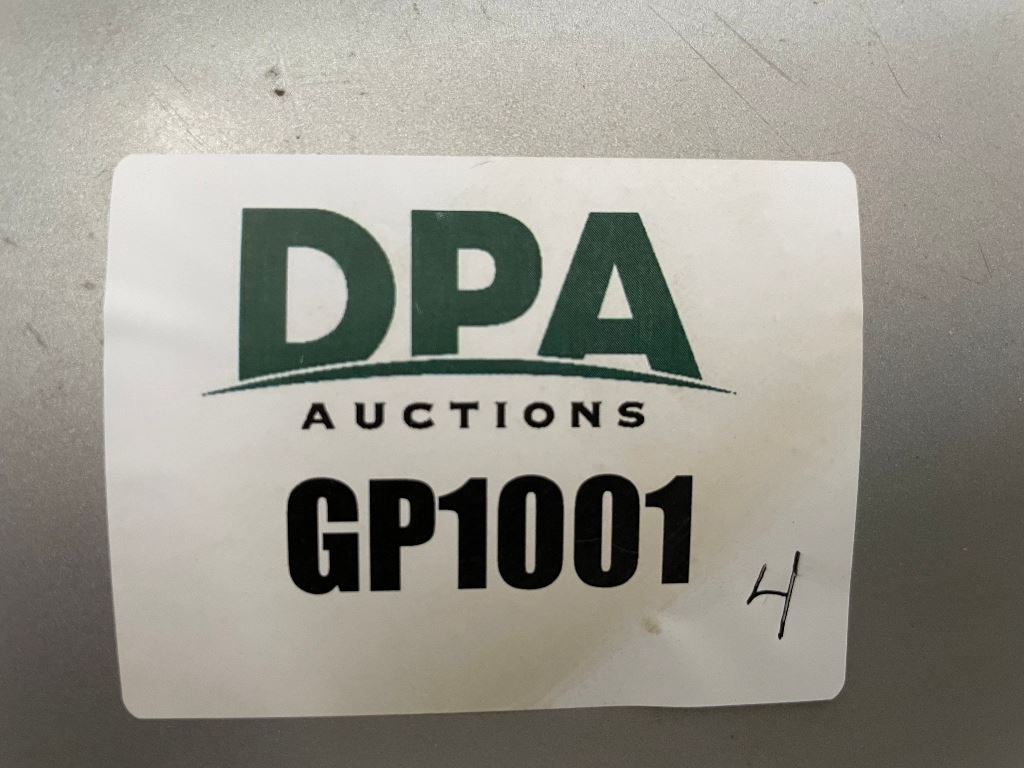 DPA
AUCTIONS
GP1001
4